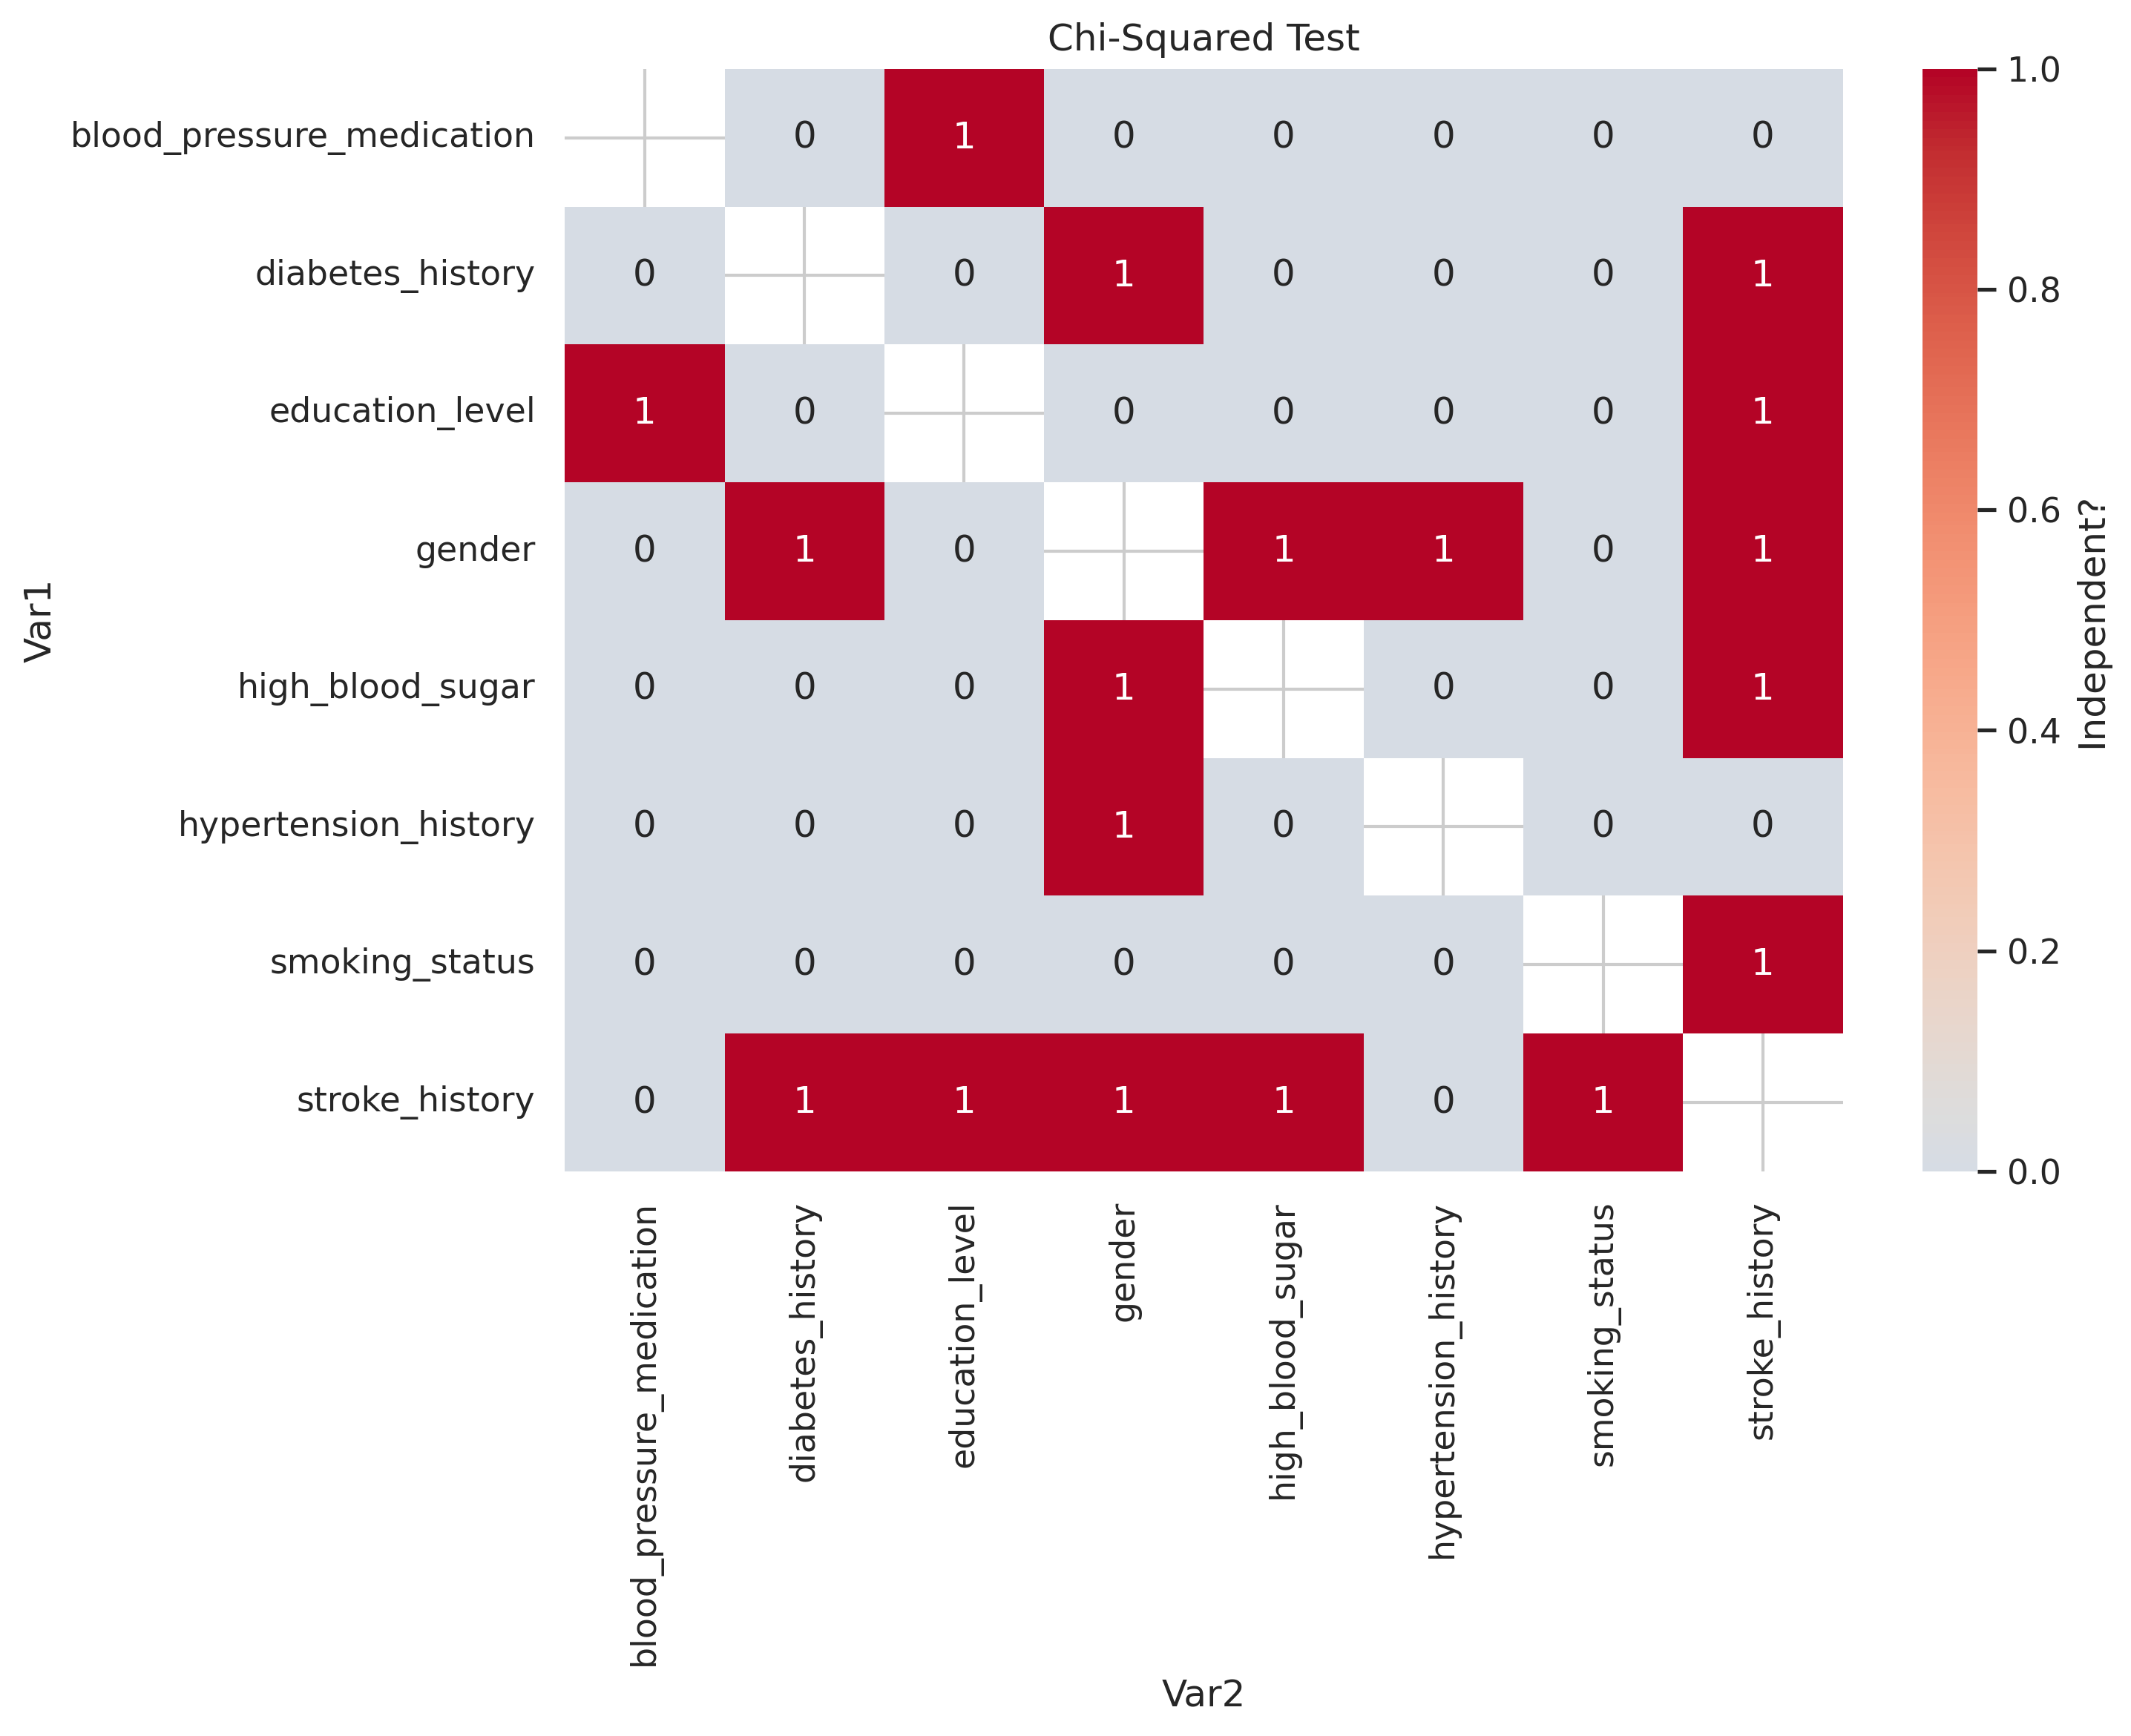 Chi-Squared Test
blood_pressure_medication 0 1 0 0 0 0 0
diabetes_history 0 0 1 0 0 0 1
education_level 1 0 0 0 0 0 1
gender 0 1 0 1 1 0 1
high_blood_sugar 0 0 0 1 0 0 1
hypertension_history 0 0 0 1 0 0 0
smoking_status 0 0 0 0 0 0 1
stroke_history 0 1 1 1 1 0 1
Var1
blood_pressure_medication
diabetes_history
education_level
gender
high_blood_sugar
hypertension_history
smoking_status
stroke_history
Var2
1.0
0.8
0.6
0.4
0.2
0.0
Independent?